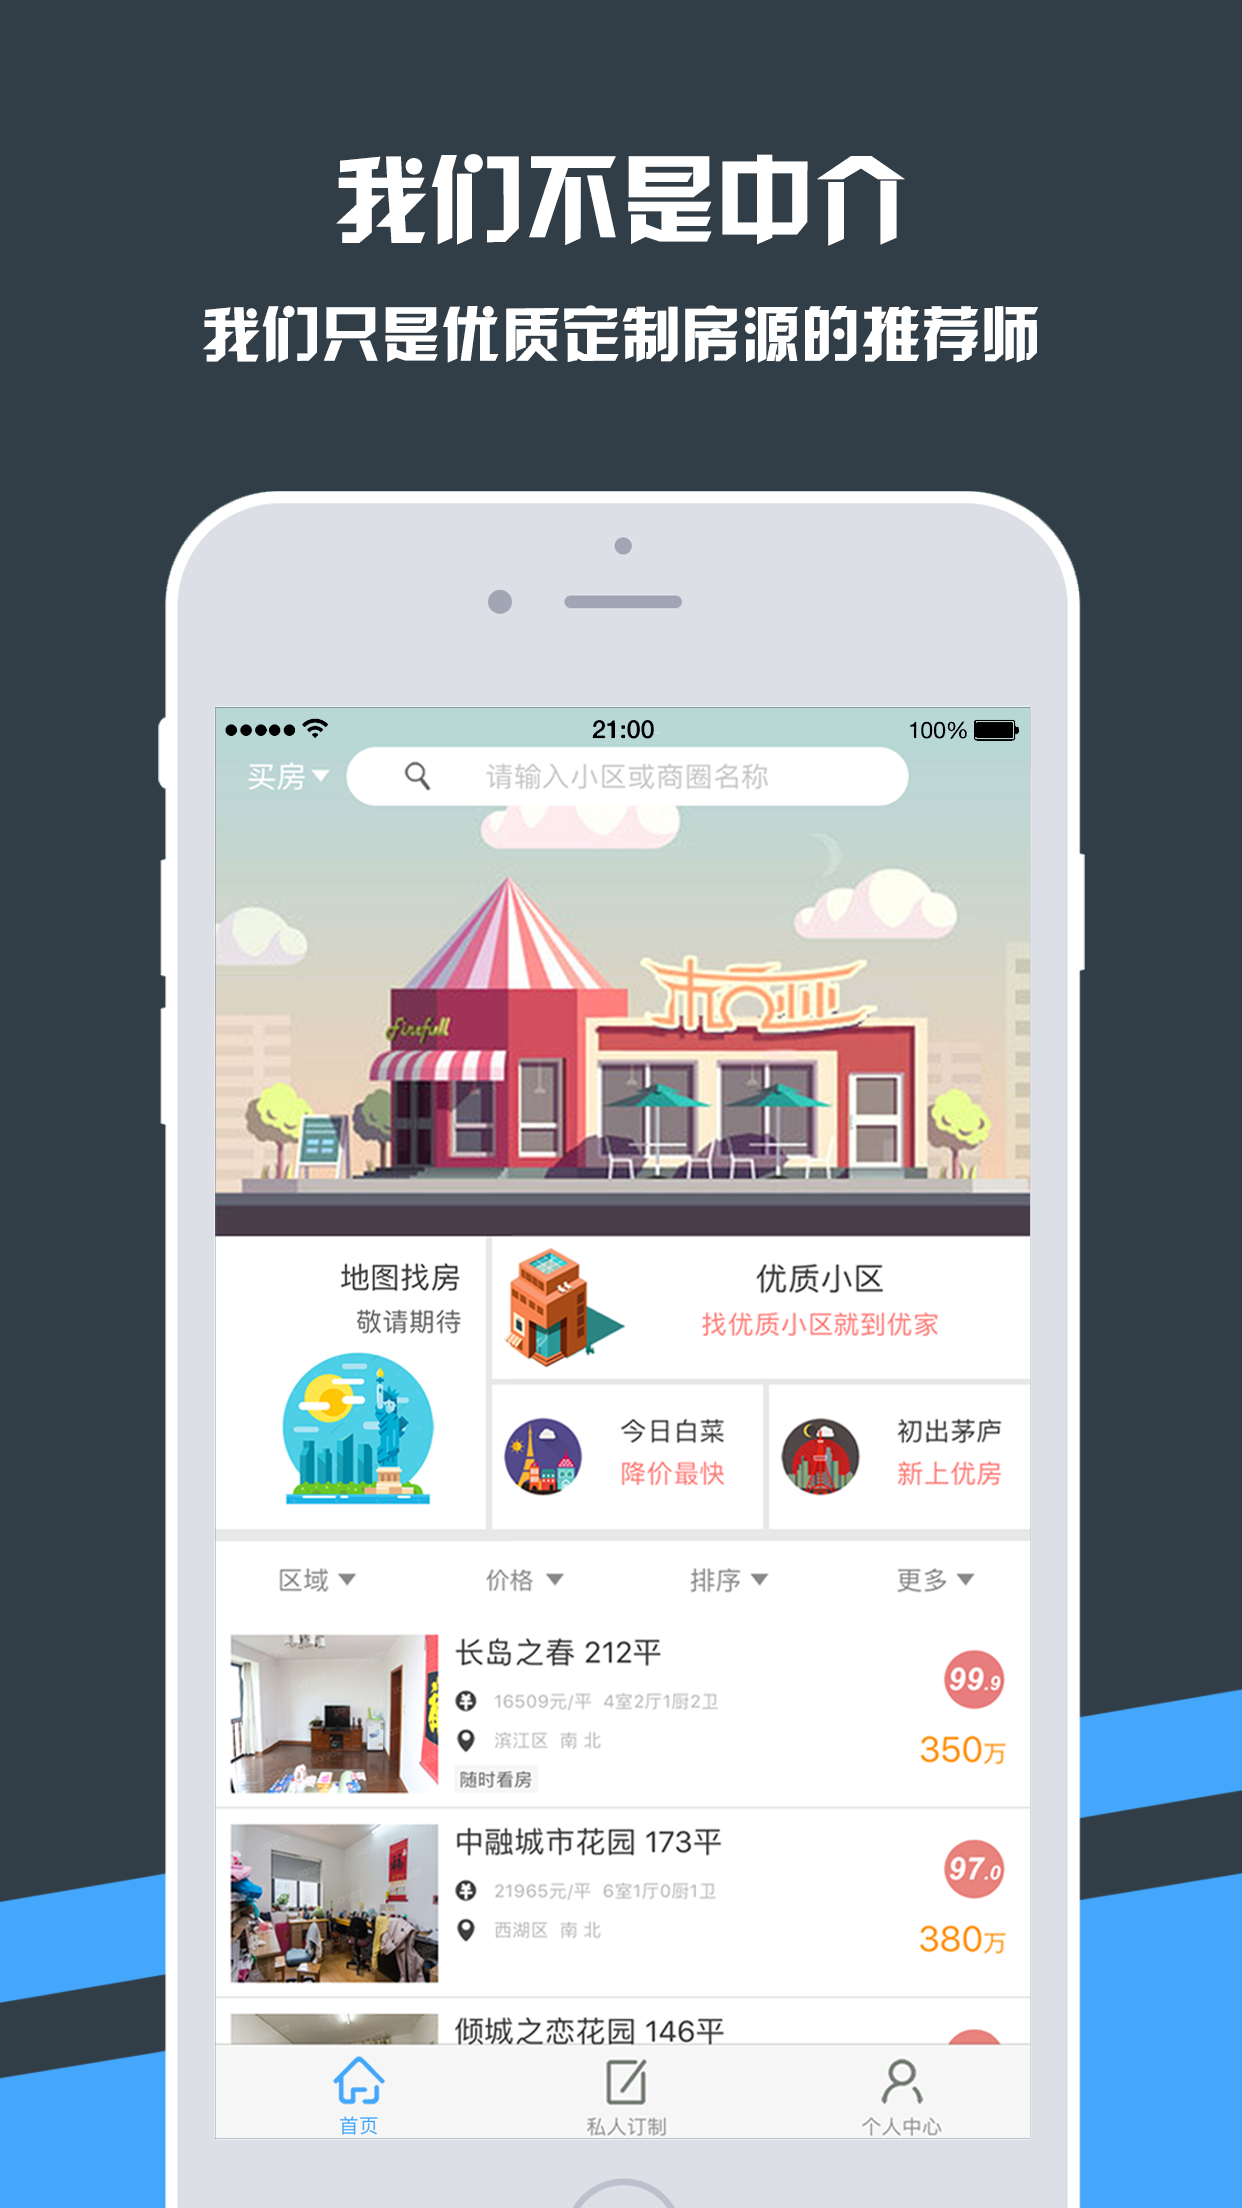 我们不是中介
我们只是优质定制房源的推荐师
21:00
100%
买房
请输入小区或商圈名称
finefull
地图找房
敬请期待
优质小区
找优质小区就到优家
今日白菜
降价最快
初出茅庐
新上优房
区域
价格
排序
更多
长岛之春 212平
16509元/平 4室2厅1厨2卫
滨江区 南 北
随时看房
99.9
350万
中融城市花园 173平
21965元/平 6室1厅0厨1卫
西湖区 南 北
97.0
380万
倾城之恋花园 146平
首页
私人订制
个人中心